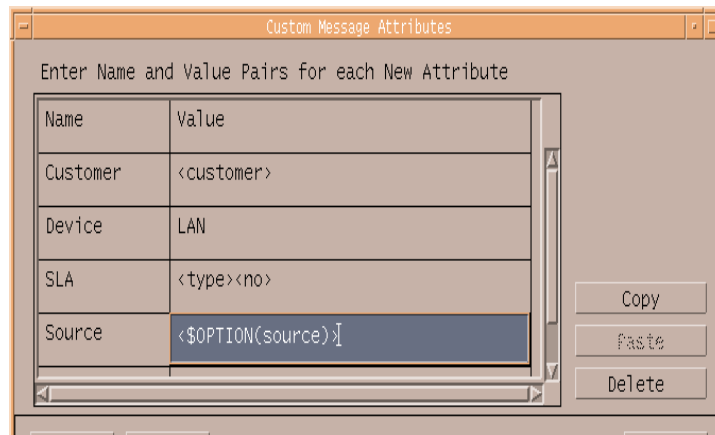 Custom Message Attributes
Enter Name and Value Pairs for each New Attribute
Name Value
Customer <customer>
Device LAN
SLA <type><no>
Source <$OPTION(source)>
Copy
Paste
Delete